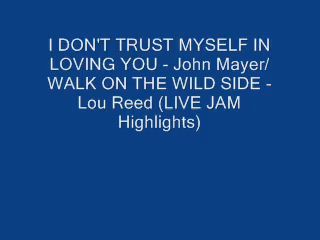 I DON'T TRUST MYSELF IN
LOVING YOU - John Mayer/
WALK ON THE WILD SIDE -
Lou Reed (LIVE JAM
Highlights)